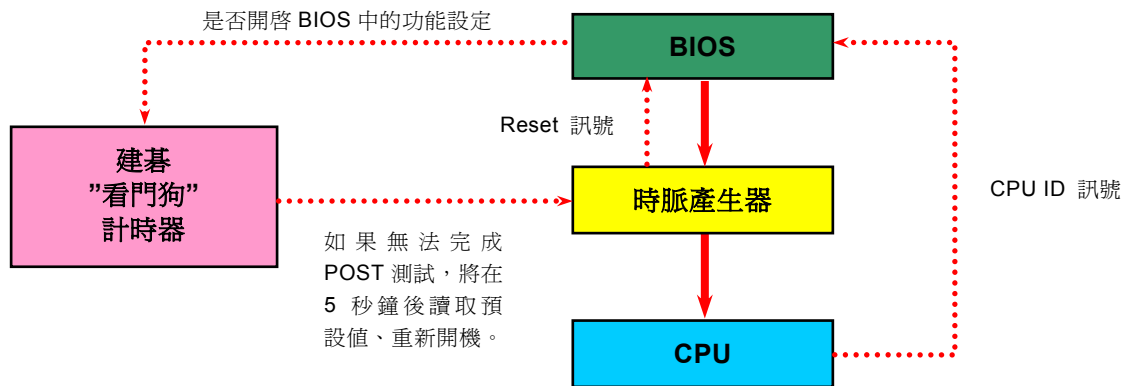 是否開啓 BIOS 中的功能設定
BIOS
Reset 訊號
建碁
”看門狗”
計時器
時脈產生器
CPU ID 訊號
如果無法完成
POST 測試，將在
5 秒鐘後讀取預
設值、重新開機。
CPU